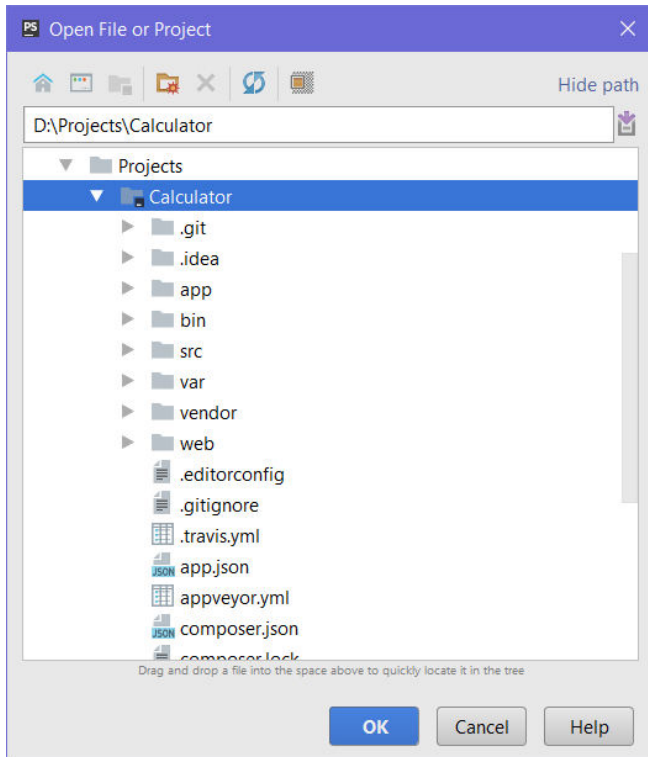 PS Open File or Project
Hide path
D:\Projects\Calculator
Projects
Calculator
.git
.idea
app
bin
src
var
vendor
web
.editorconfig
.gitignore
.travis.yml
JSON app.json
appveyor.yml
JSON composer.json
composer.lock
Drag and drop a file into the space above to quickly locate it in the tree
OK Cancel Help